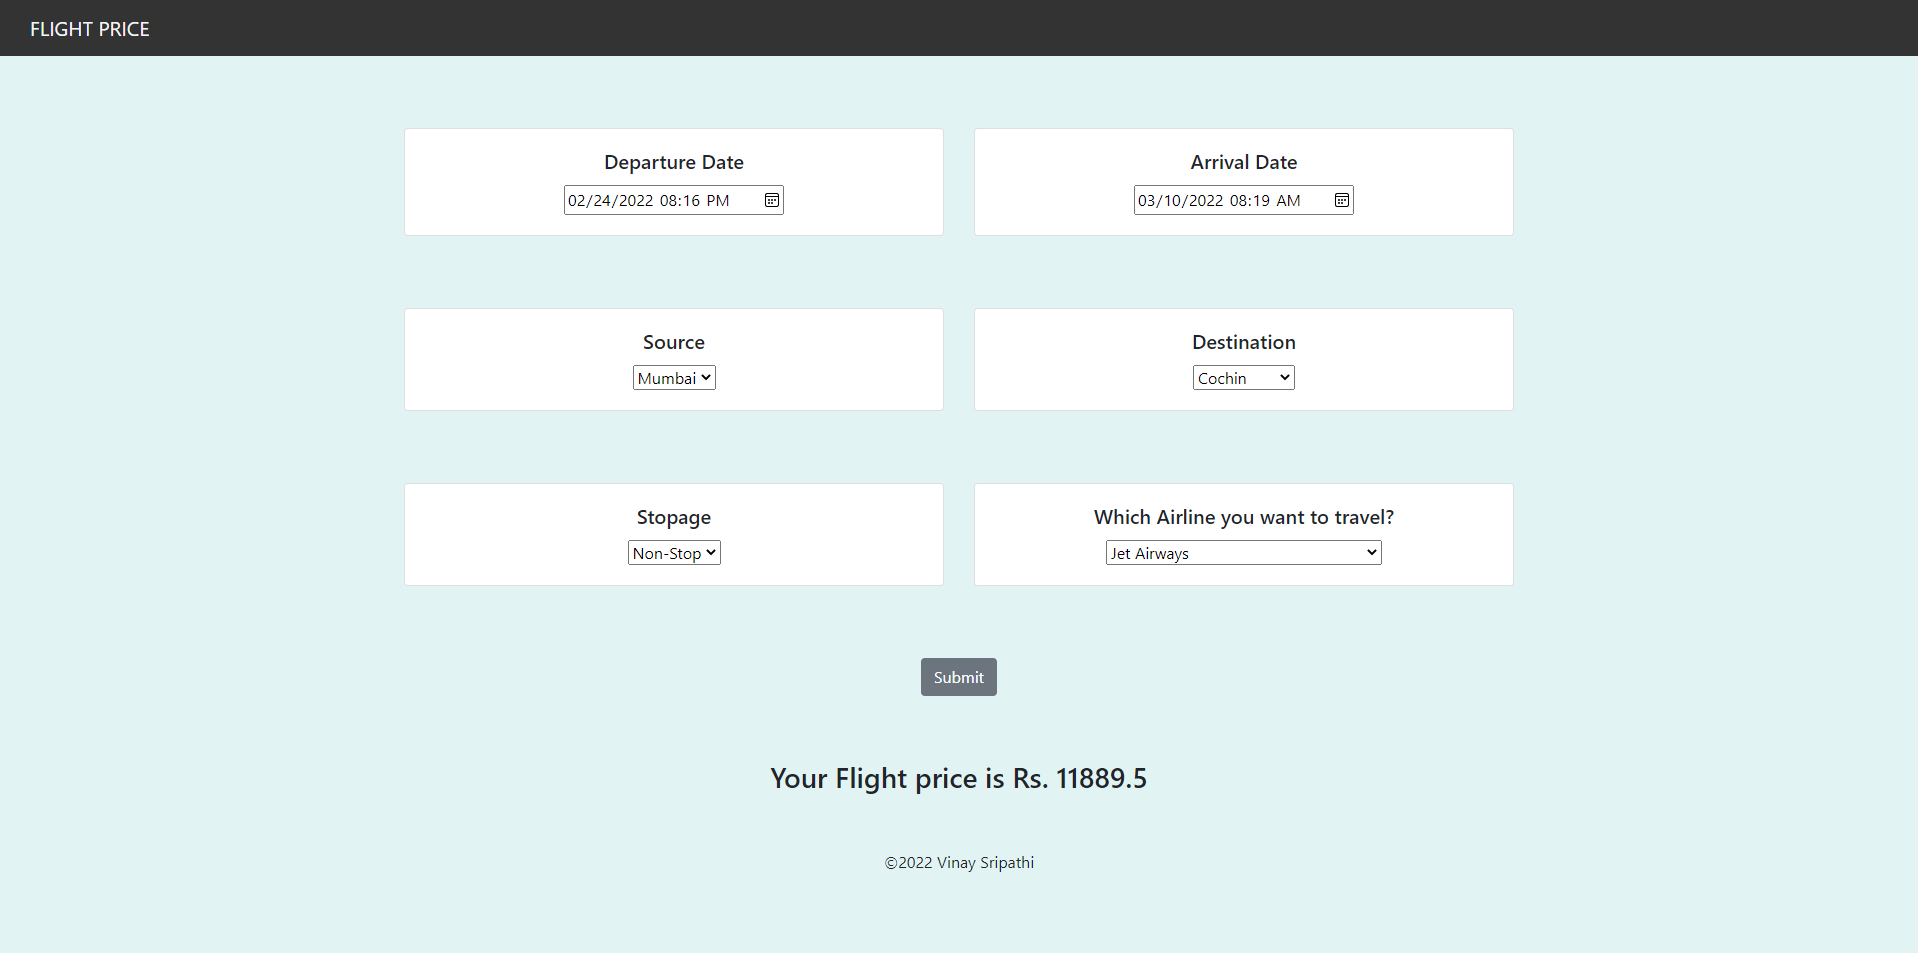 FLIGHT PRICE
Departure Date
02/24/2022 08:16 PM
Arrival Date
03/10/2022 08:19 AM
Source
Mumbai
Destination
Cochin
Stopage
Non-Stop
Which Airline you want to travel?
Jet Airways
Submit
Your Flight price is Rs. 11889.5
©2022 Vinay Sripathi